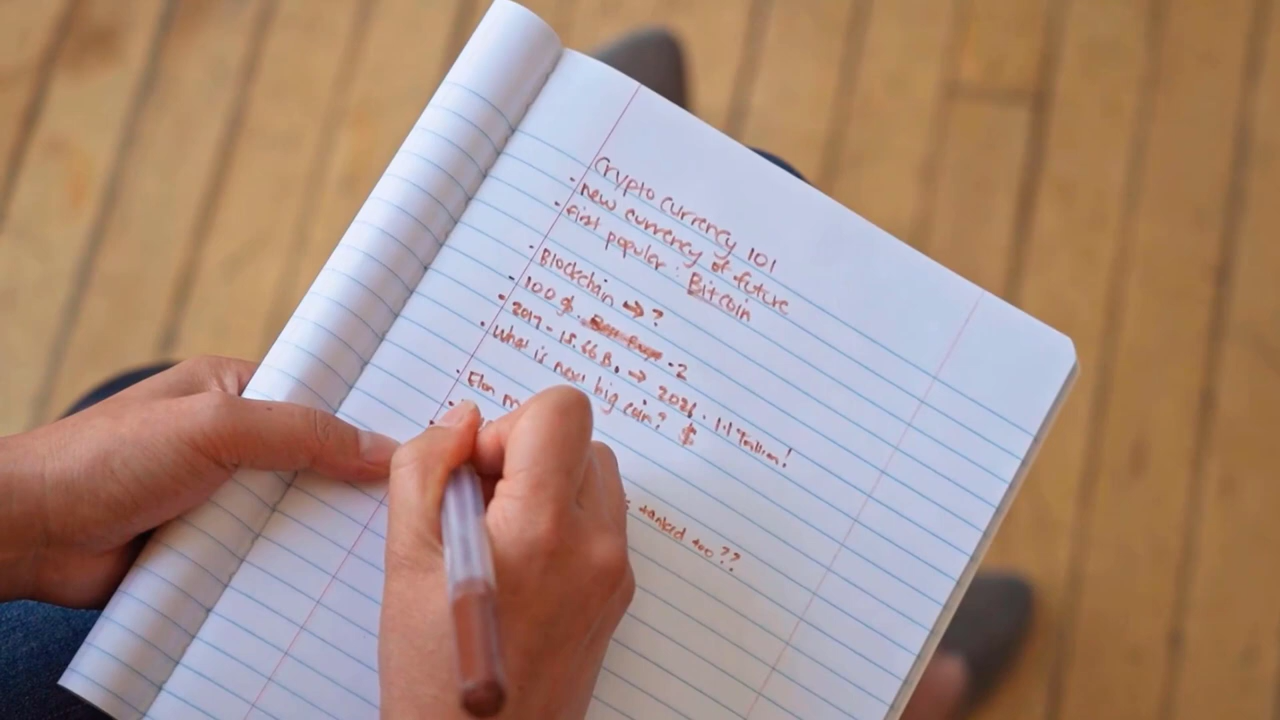 Crypto currency 101
- new currency of future
- first popular : Bitcoin
- Blockchain → ?
- 100 %. -2
- 2017 - 15.66 B. → 2021 . 1.1 Trillion!
- What is next big coin? $
- Elon m
tanked too??